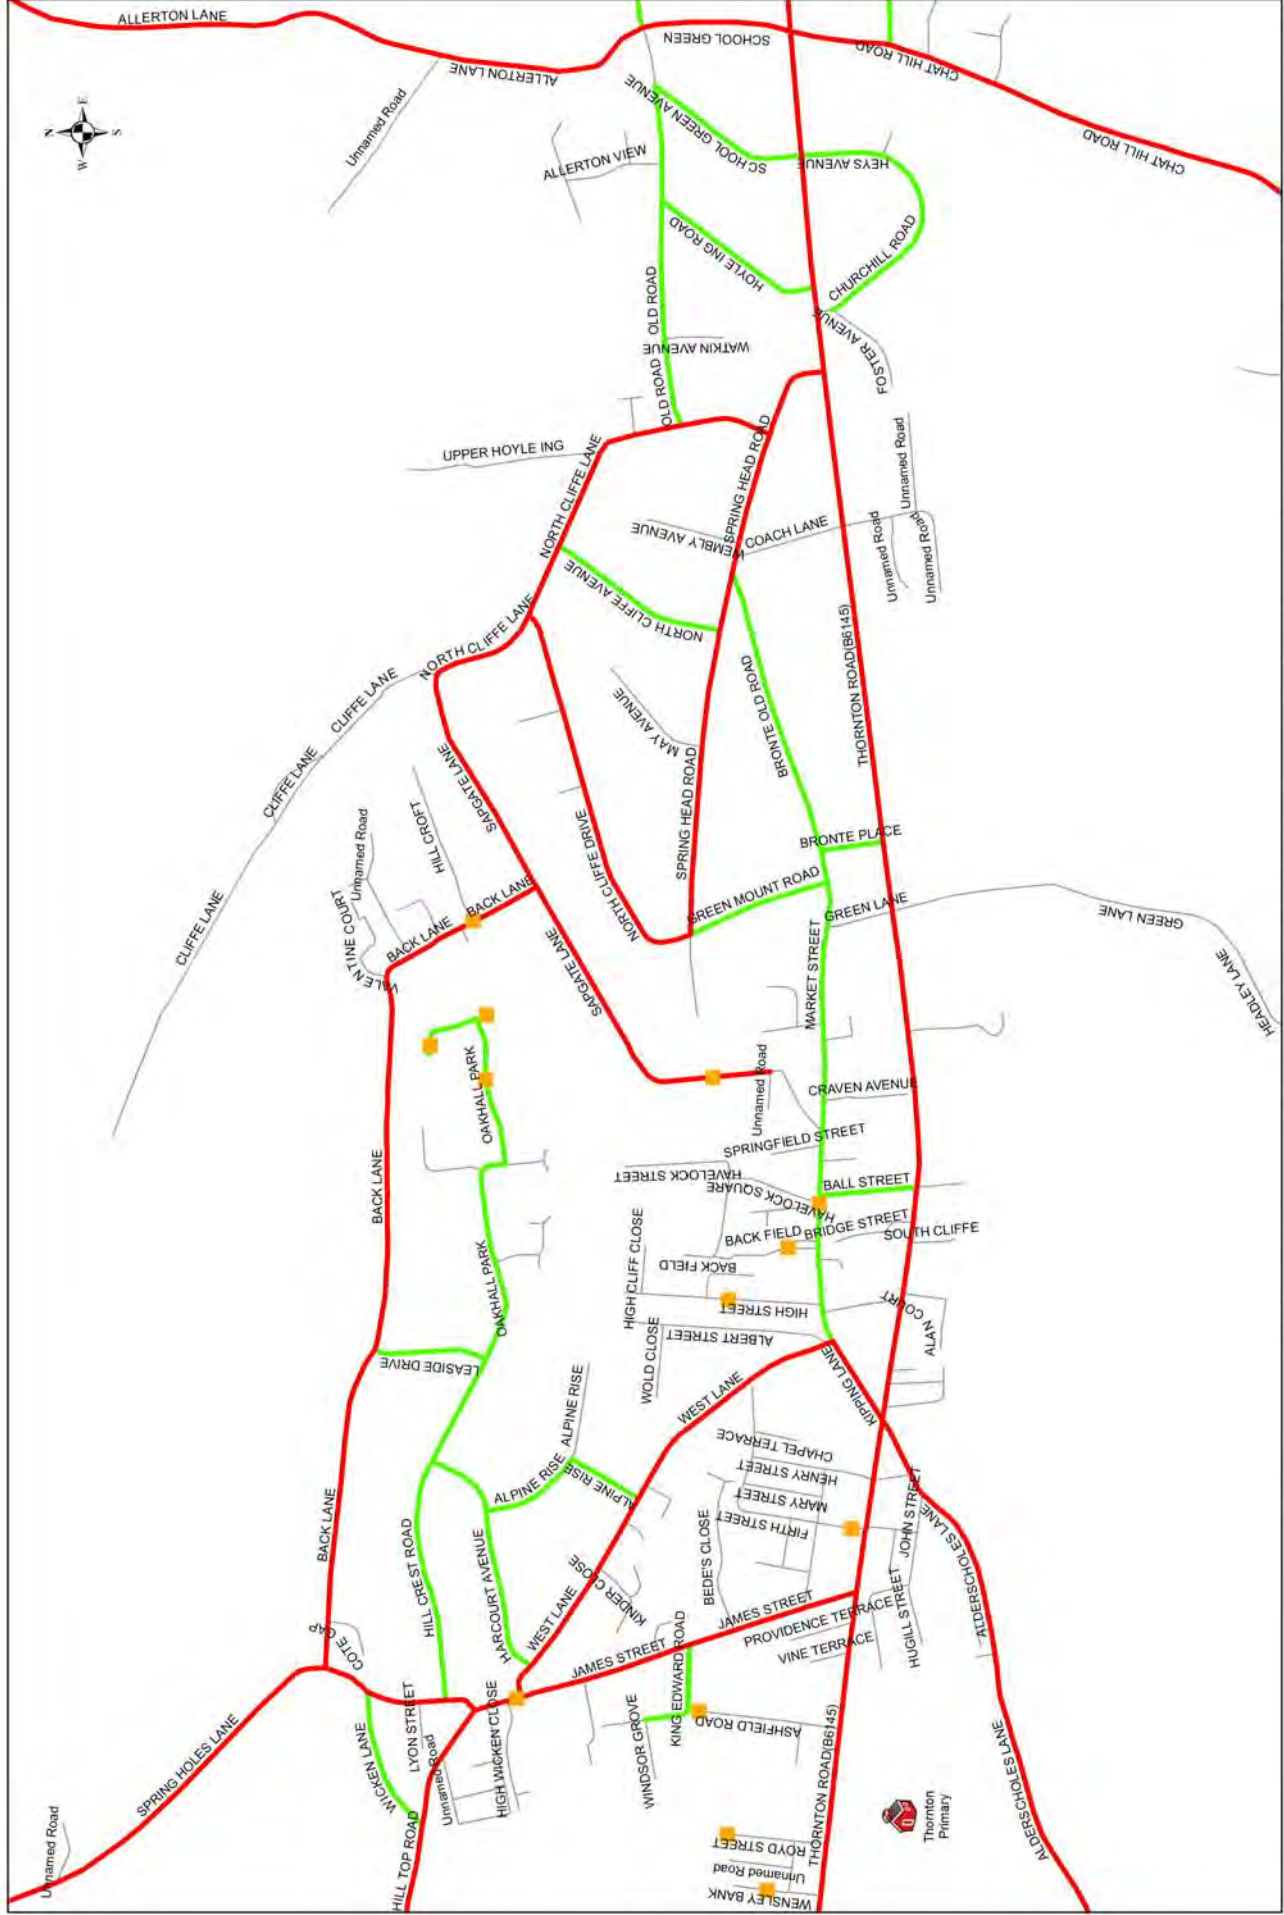 ALLERTON LANE
SCHOOL GREEN
CHAT HILL ROAD
ALLERTON LANE
SCHOOL GREEN AVENUE
N
E
S
W
Unnamed Road
CHAT HILL ROAD
ALLERTON VIEW
SCHOOL GREEN
HEYS AVENUE
HOYLE ING ROAD
CHURCHILL ROAD
OLD ROAD
FOSTER AVENUE
WATKIN AVENUE
OLD ROAD
UPPER HOYLE ING
NORTH CLIFFE LANE
SPRING HEAD ROAD
Unnamed Road
WEMBLY AVENUE
COACH LANE
Unnamed Road
Unnamed Road
NORTH CLIFFE AVENUE
NORTH CLIFFE LANE
NORTH
CLIFFE LANE
THORNTON ROAD(B6145)
BRONTE OLD ROAD
MAY AVENUE
CLIFFE LANE
SAPGATE LANE
HILL CROFT
Unnamed Road
NORTH CLIFFE DRIVE
SPRING HEAD ROAD
BRONTE PLACE
GREEN MOUNT ROAD
GREEN LANE
GREEN LANE
HEADLEY LANE
CLIFFE LANE
VALENTINE COURT
BACK LANE
BACK LANE
NORTH
SAPGATE LANE
MARKET STREET
OAKHALL PARK
Unnamed Road
CRAVEN AVENUE
SPRINGFIELD STREET
BACK LANE
HAVELOCK STREET
HAVELOCK SQUARE
BALL STREET
BACK FIELD
BRIDGE STREET
SOUTH CLIFFE
HIGH CLIFF CLOSE
BACK FIELD
OAKHALL PARK
HIGH STREET
ALBERT STREET
ALAN COURT
WOLD CLOSE
LEASIDE DRIVE
WEST LANE
KIPPING LANE
ALPINE RISE
CHAPEL TERRACE
HENRY STREET
ALPINE RISE
ALPINE RISE
MARY STREET
FIRTH STREET
BACK LANE
HILL CREST ROAD
HARCOURT AVENUE
BEDE'S CLOSE
JOHN STREET
ALDERSCHOLES LANE
KINDER CLOSE
WEST LANE
JAMES STREET
PROVIDENCE TERRACE
VINE TERRACE
HUGILL STREET
ALDERSCHOLES LANE
COTE GAP
JAMES STREET
KING EDWARD ROAD
WINDSOR GROVE
ASHFIELD ROAD
THORNTON ROAD(B6145)
SPRING HOLES LANE
WICKEN LANE
LYON STREET
Unnamed Road
HIGH WICKEN CLOSE
HILL TOP ROAD
Unnamed Road
ROYD STREET
Unnamed Road
WENSLEY BANK
Thornton
Primary